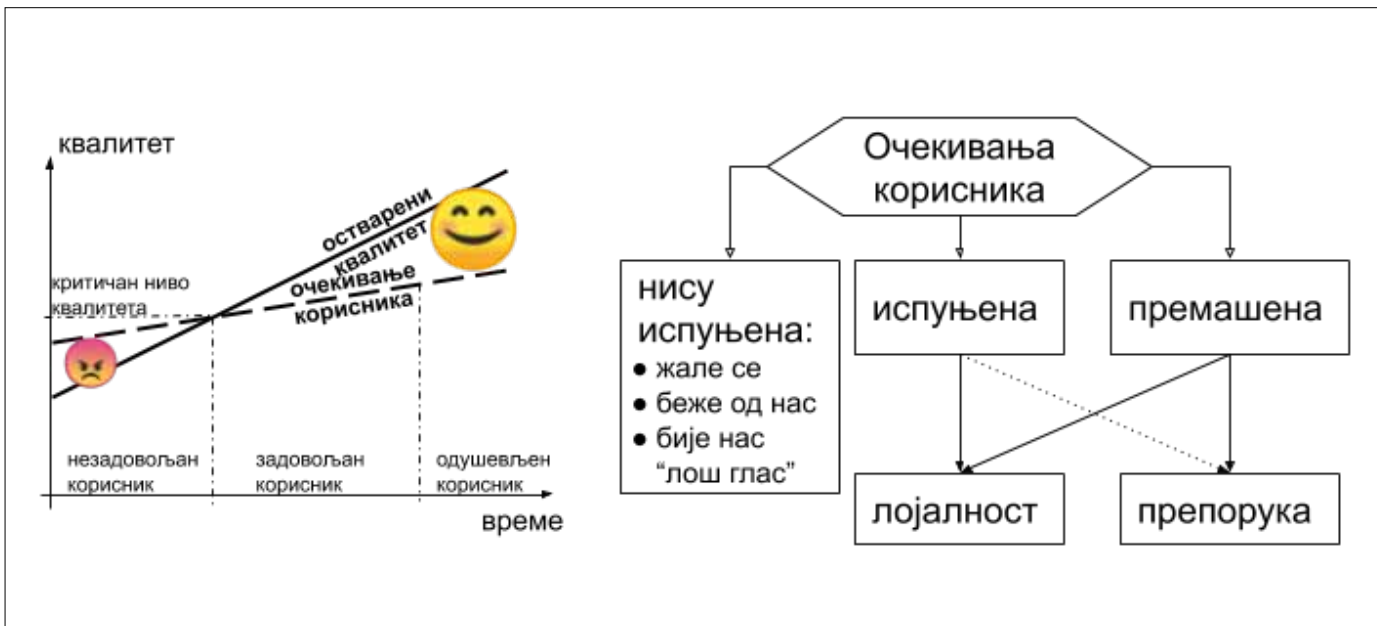 квалитет
остварени
квалитет
очекивање
корисника
критичан ниво
квалитета
незадовољан
корисник
задовољан
корисник
одушевљен
корисник
време
Очекивања
корисника
нису
испуњена:
● жале се
● беже од нас
● бије нас
“лош глас”
испуњена
премашена
лојалност
препорука